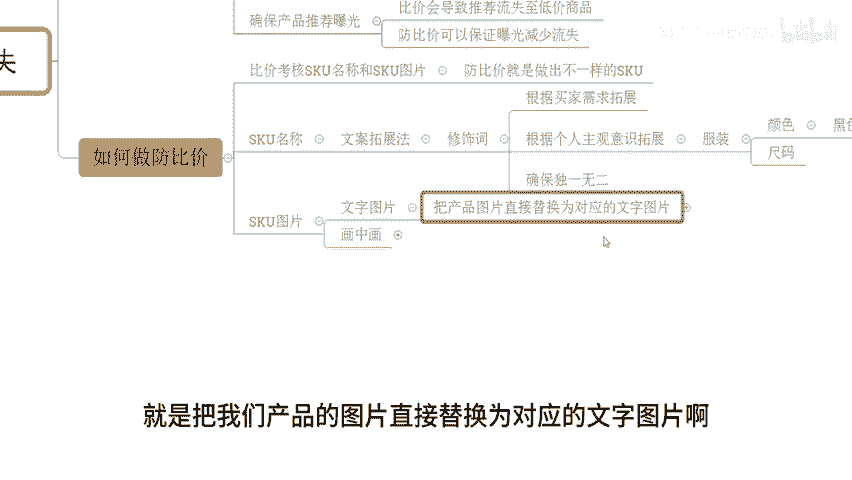 确保产品推荐曝光
比价会导致推荐流失至低价商品
防比价可以保证曝光减少流失
失
如何做防比价
比价考核SKU名称和SKU图片
防比价就是做出不一样的SKU
SKU名称
文案拓展法
修饰词
根据买家需求拓展
根据个人主观意识拓展
服装
颜色
黑色
尺码
确保独一无二
SKU图片
文字图片
把产品图片直接替换为对应的文字图片
画中画
就是把我们产品的图片直接替换为对应的文字图片啊